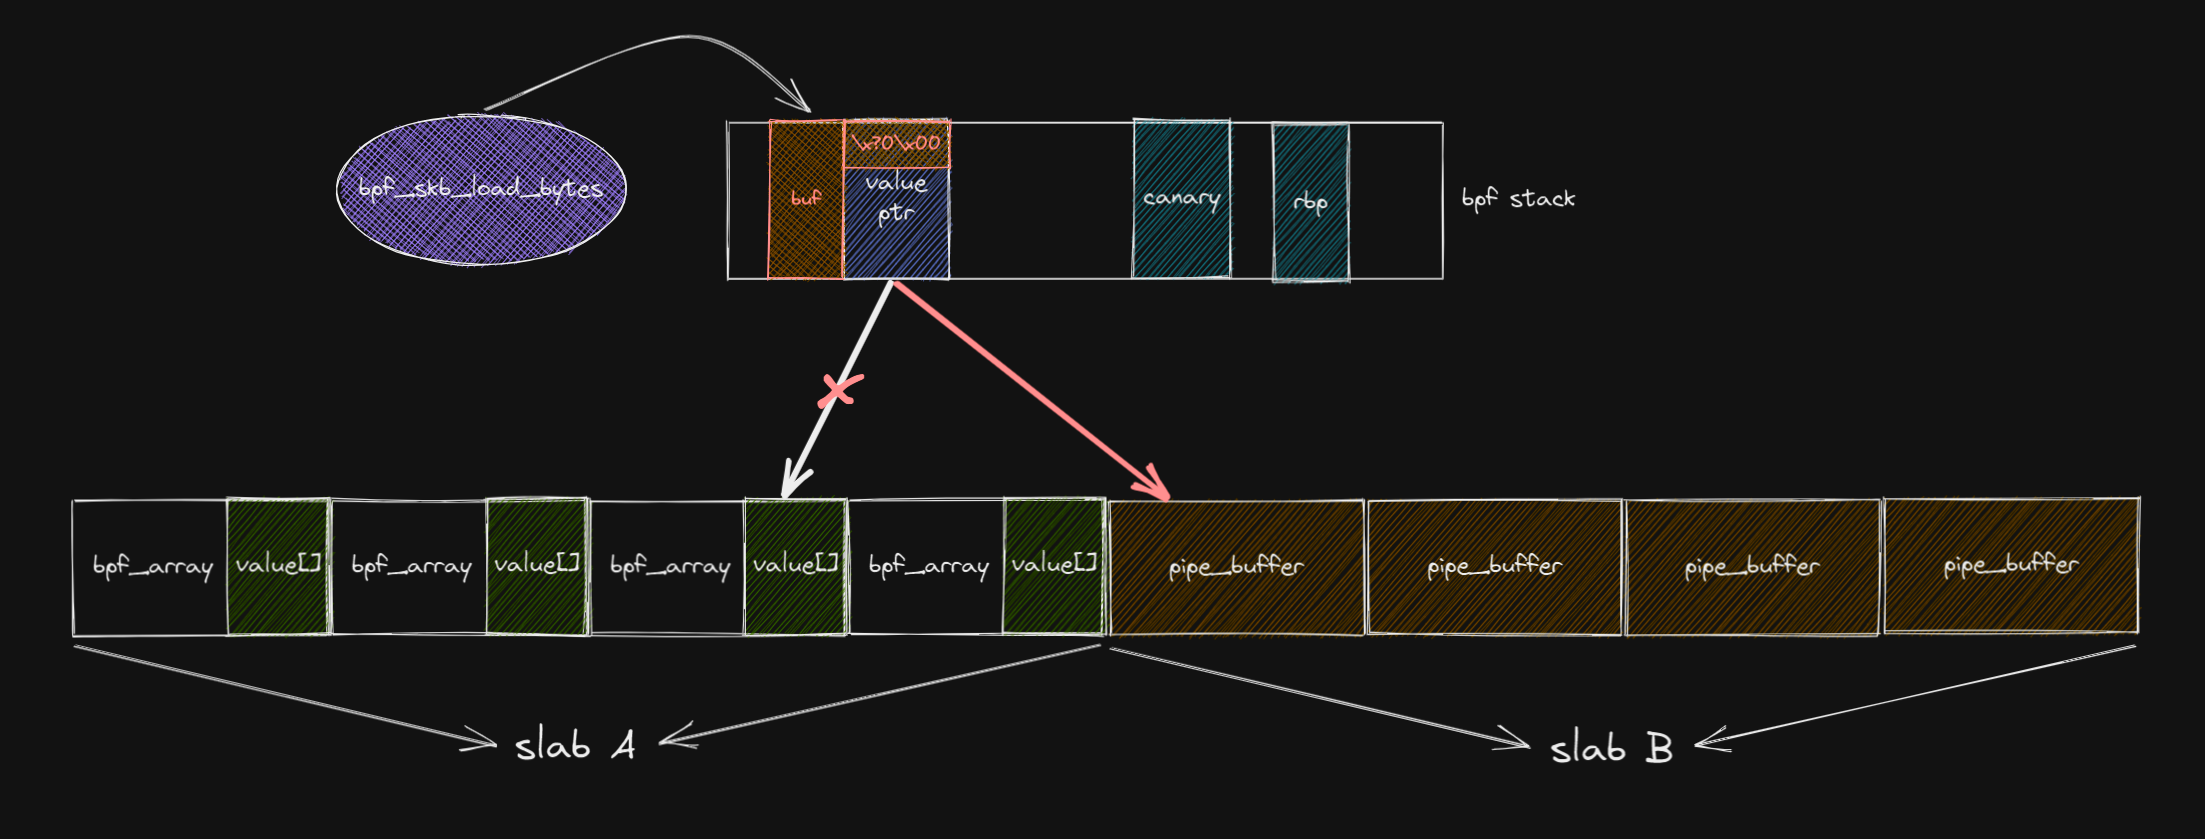 \x?0\x00
bpf_skb_load_bytes
buf
value
ptr
canary
rbp
bpf stack
bpf_array
value[]
bpf_array
value[]
bpf_array
value[]
bpf_array
value[]
pipe_buffer
pipe_buffer
pipe_buffer
pipe_buffer
slab A
slab B